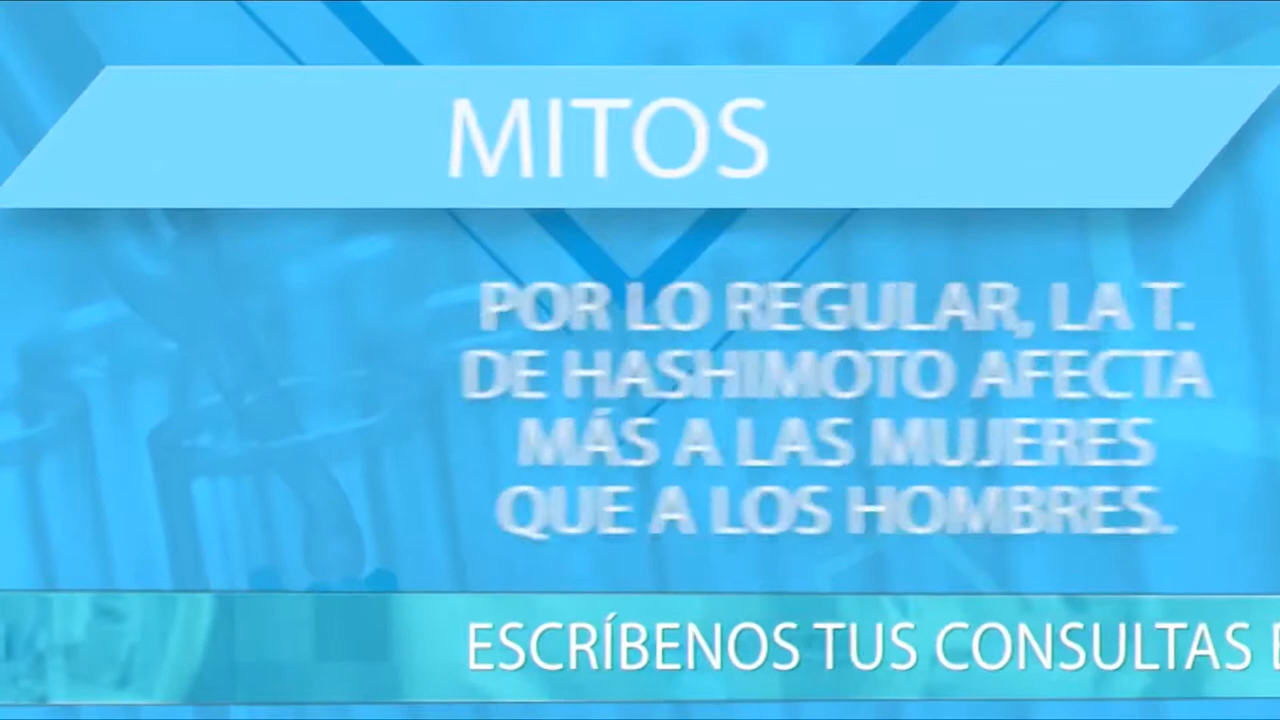 MITOS
POR LO REGULAR, LA T.
DE HASHIMOTO AFECTA
MÁS A LAS MUJERES
QUE A LOS HOMBRES.
ESCRÍBENOS TUS CONSULTAS